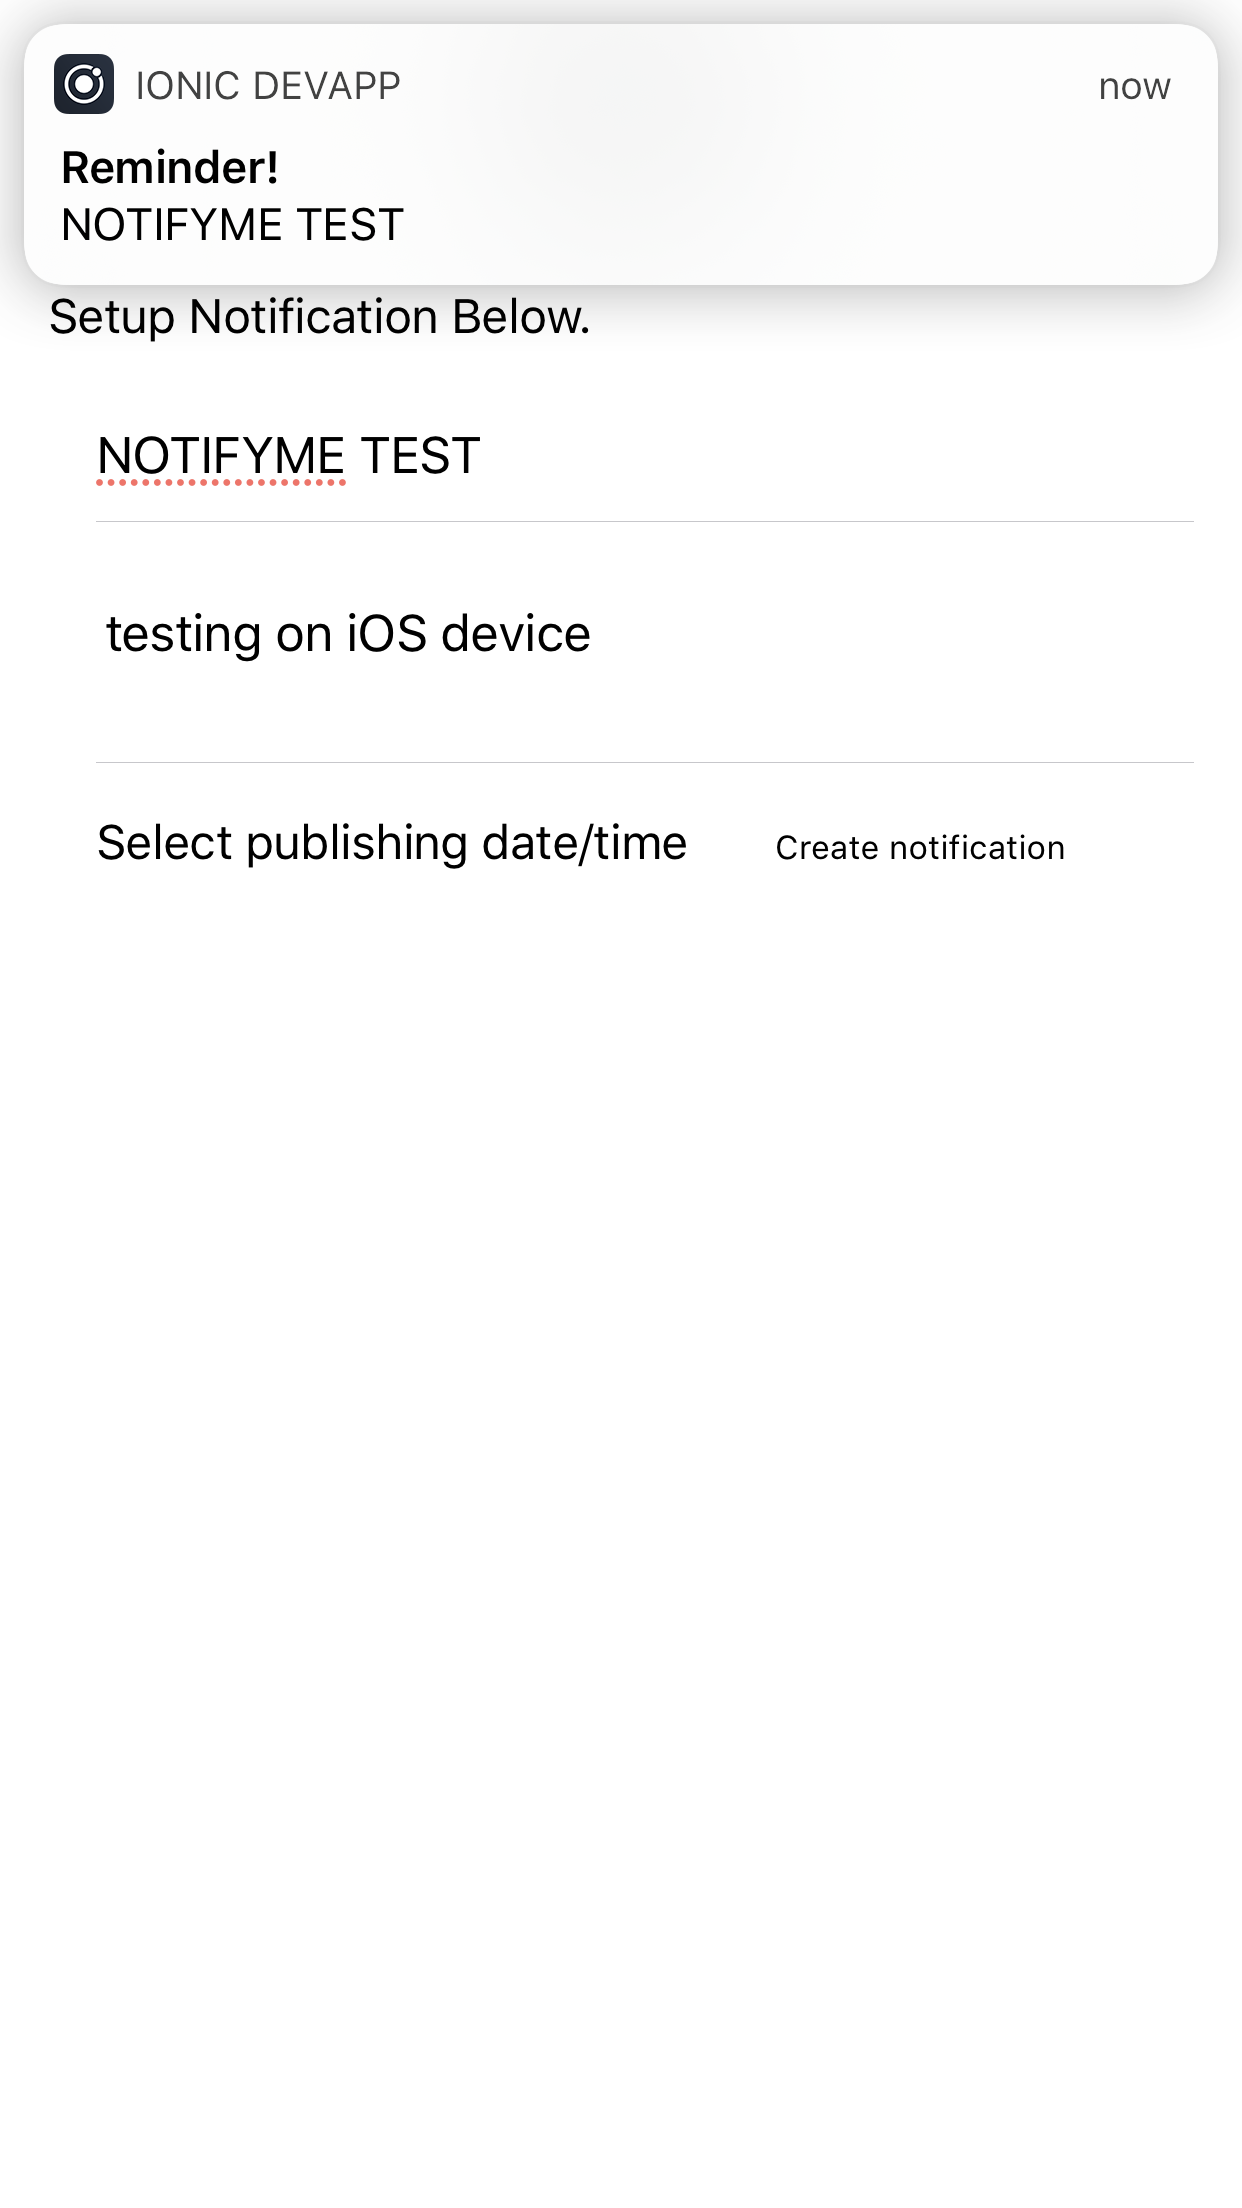 IONIC DEVAPP now
Reminder!
NOTIFYME TEST
Setup Notification Below.
NOTIFYME TEST
testing on iOS device
Select publishing date/time Create notification